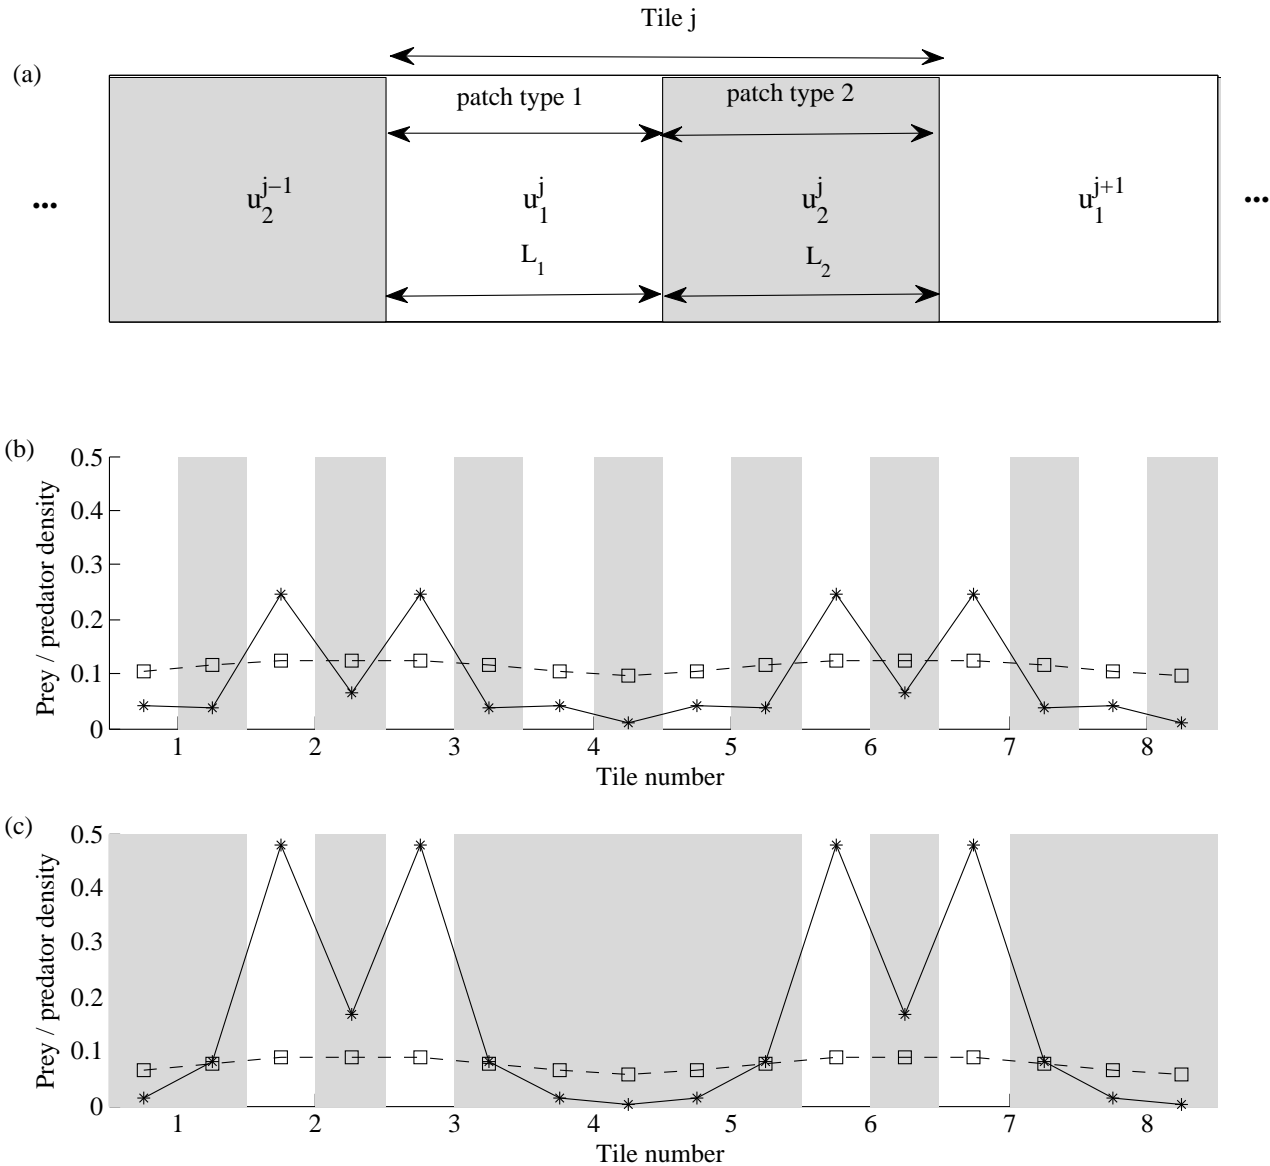 Tile j
(a)
patch type 1
patch type 2
... u_2^{j−1} u_1^j u_2^j u_1^{j+1} ...
L_1 L_2
(b)
Prey / predator density
0.5
0.4
0.3
0.2
0.1
0
1 2 3 4 5 6 7 8
Tile number
(c)
Prey / predator density
0.5
0.4
0.3
0.2
0.1
0
1 2 3 4 5 6 7 8
Tile number